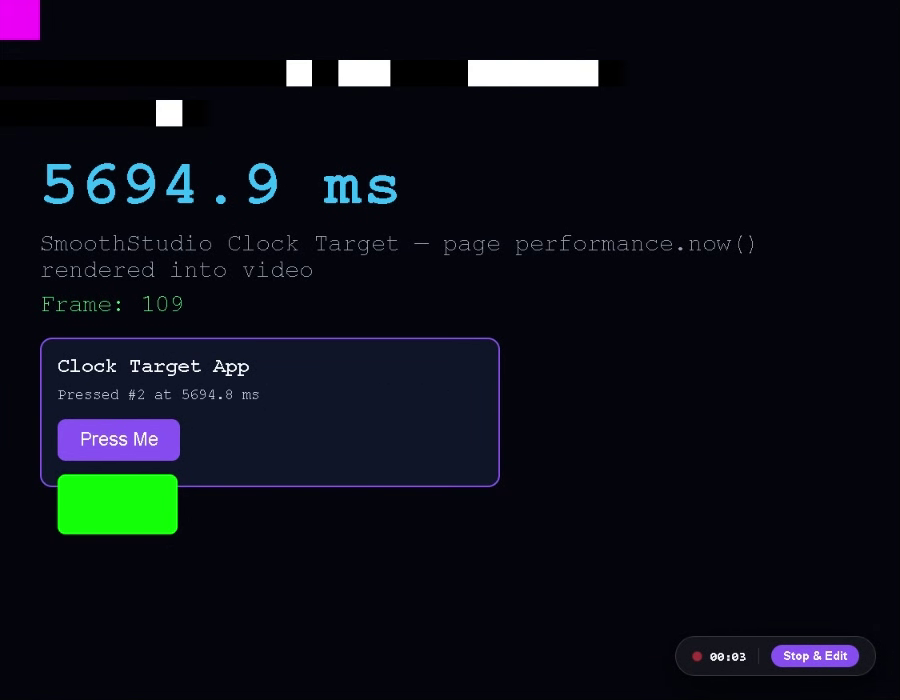 5694.9 ms
SmoothStudio Clock Target — page performance.now()
rendered into video
Frame: 109
Clock Target App
Pressed #2 at 5694.8 ms
Press Me
00:03
Stop & Edit